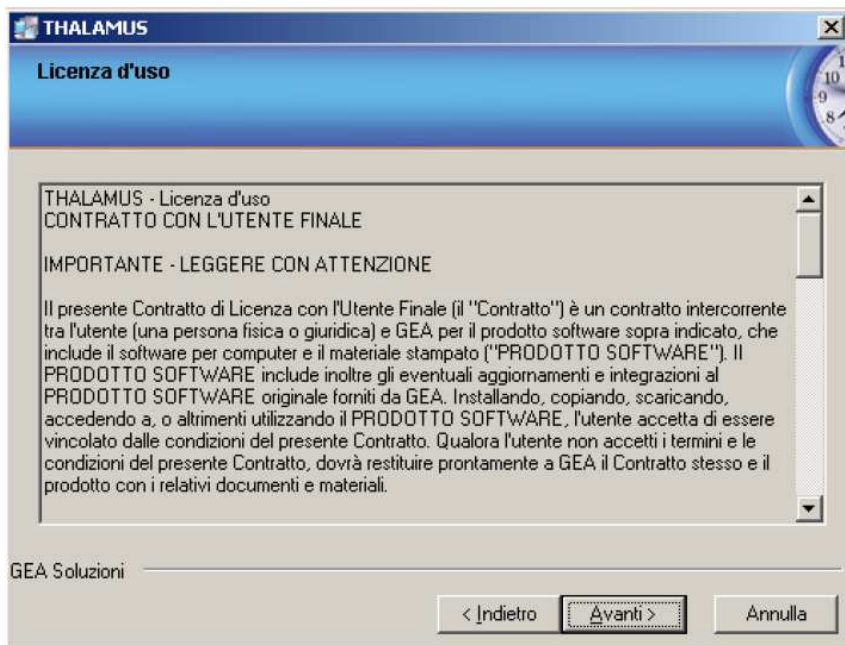 THALAMUS
Licenza d'uso
THALAMUS - Licenza d'uso
CONTRATTO CON L'UTENTE FINALE
IMPORTANTE - LEGGERE CON ATTENZIONE
Il presente Contratto di Licenza con l'Utente Finale (il "Contratto") è un contratto intercorrente
tra l'utente (una persona fisica o giuridica) e GEA per il prodotto software sopra indicato, che
include il software per computer e il materiale stampato ("PRODOTTO SOFTWARE"). Il
PRODOTTO SOFTWARE include inoltre gli eventuali aggiornamenti e integrazioni al
PRODOTTO SOFTWARE originale forniti da GEA. Installando, copiando, scaricando,
accedendo a, o altrimenti utilizzando il PRODOTTO SOFTWARE, l'utente accetta di essere
vincolato dalle condizioni del presente Contratto. Qualora l'utente non accetti i termini e le
condizioni del presente Contratto, dovrà restituire prontamente a GEA il Contratto stesso e il
prodotto con i relativi documenti e materiali.
GEA Soluzioni
< Indietro
Avanti >
Annulla
10
9
8